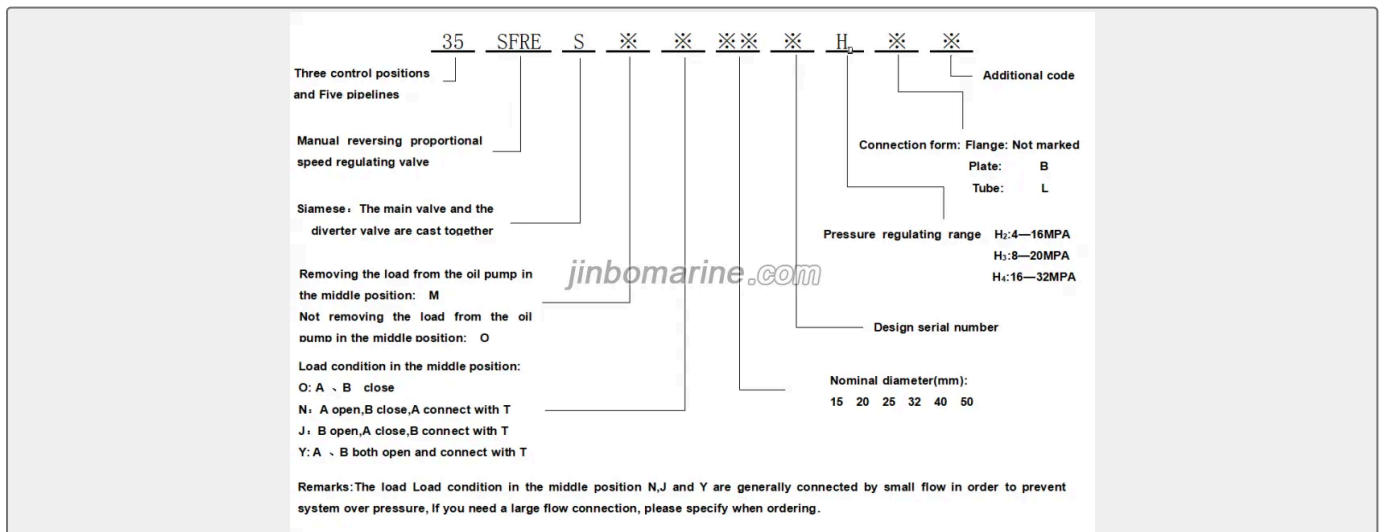 35 SFRE S ※ ※ ※※ ※ Hn ※ ※
Three control positions
and Five pipelines
Additional code
Manual reversing proportional
speed regulating valve
Connection form: Flange: Not marked
Plate: B
Tube: L
Siamese: The main valve and the
diverter valve are cast together
Pressure regulating range H₂:4—16MPA
H₃:8—20MPA
H₄:16—32MPA
Removing the load from the oil pump in
the middle position: M
Not removing the load from the oil
pump in the middle position: O
jinbomarine.com
Design serial number
Load condition in the middle position:
O: A 、B close
N: A open,B close,A connect with T
J: B open,A close,B connect with T
Y: A 、B both open and connect with T
Nominal diameter(mm):
15 20 25 32 40 50
Remarks:The load Load condition in the middle position N,J and Y are generally connected by small flow in order to prevent
system over pressure, If you need a large flow connection, please specify when ordering.